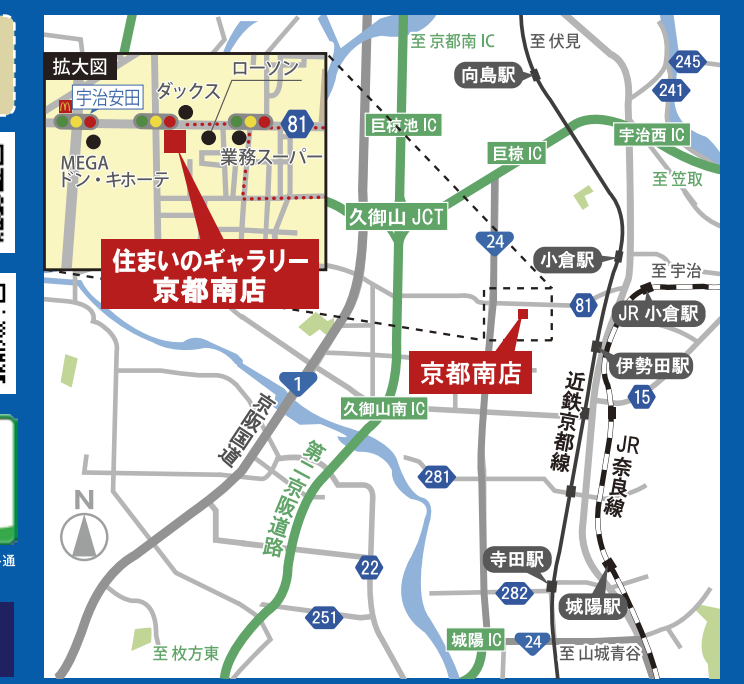 拡大図
ローソン
ダックス
宇治安田
81
MEGA
ドン・キホーテ
業務スーパー
住まいのギャラリー
京都南店
至 京都南 IC
至 伏見
向島駅
245
241
巨椋池 IC
宇治西 IC
巨椋 IC
至 笠取
久御山 JCT
24
小倉駅
至 宇治
81
JR 小倉駅
京都南店
伊勢田駅
1
15
久御山南 IC
京阪国道
近鉄京都線
JR 奈良線
第二京阪道路
281
N
寺田駅
22
282
城陽駅
251
城陽 IC
24
至 枚方東
至 山城青谷
通